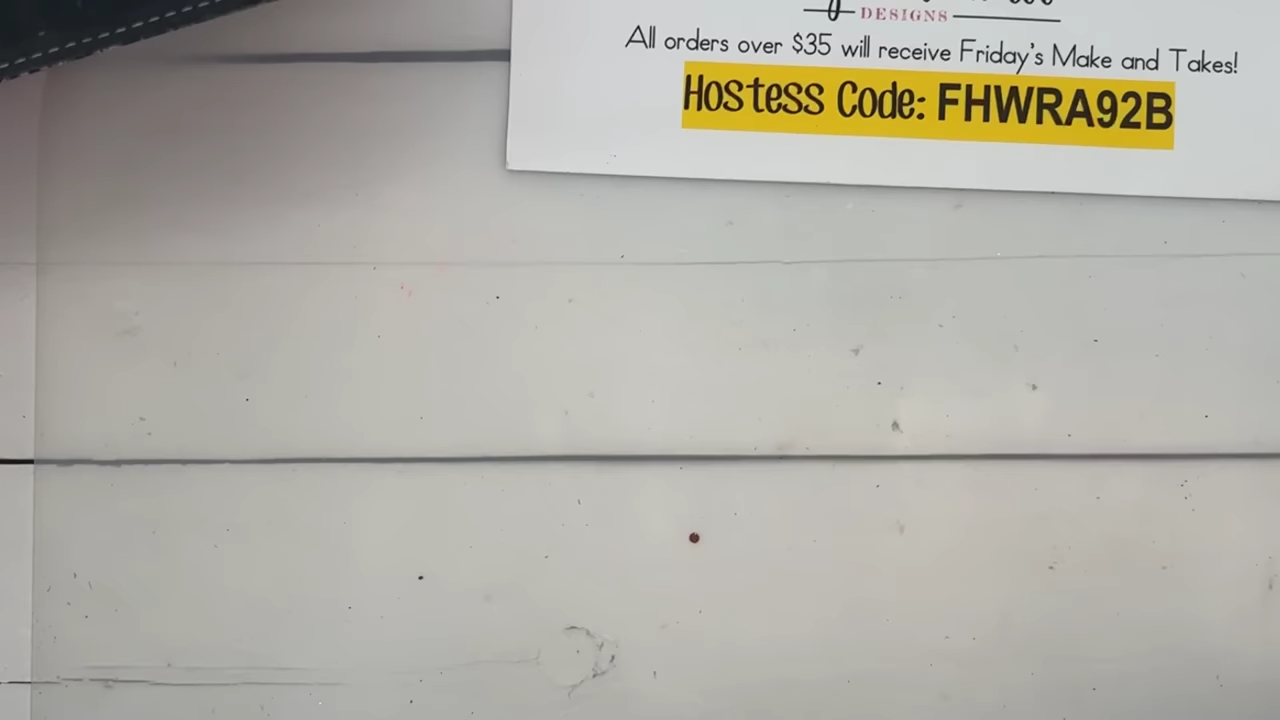 DESIGNS
All orders over $35 will receive Friday's Make and Takes!
Hostess Code: FHWRA92B